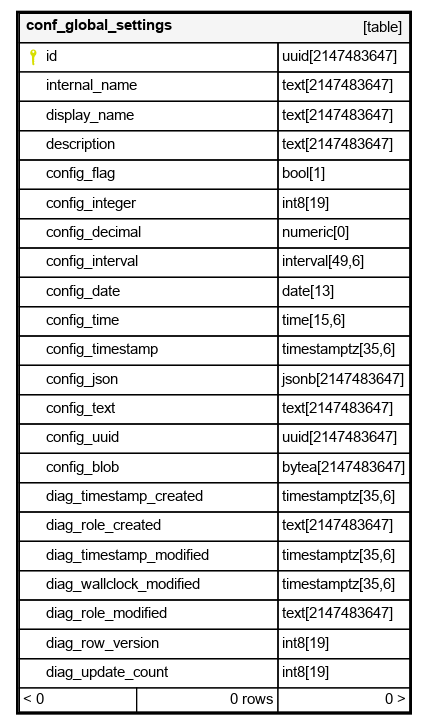 conf_global_settings [table]
id uuid[2147483647]
internal_name text[2147483647]
display_name text[2147483647]
description text[2147483647]
config_flag bool[1]
config_integer int8[19]
config_decimal numeric[0]
config_interval interval[49,6]
config_date date[13]
config_time time[15,6]
config_timestamp timestamptz[35,6]
config_json jsonb[2147483647]
config_text text[2147483647]
config_uuid uuid[2147483647]
config_blob bytea[2147483647]
diag_timestamp_created timestamptz[35,6]
diag_role_created text[2147483647]
diag_timestamp_modified timestamptz[35,6]
diag_wallclock_modified timestamptz[35,6]
diag_role_modified text[2147483647]
diag_row_version int8[19]
diag_update_count int8[19]
< 0 0 rows 0 >